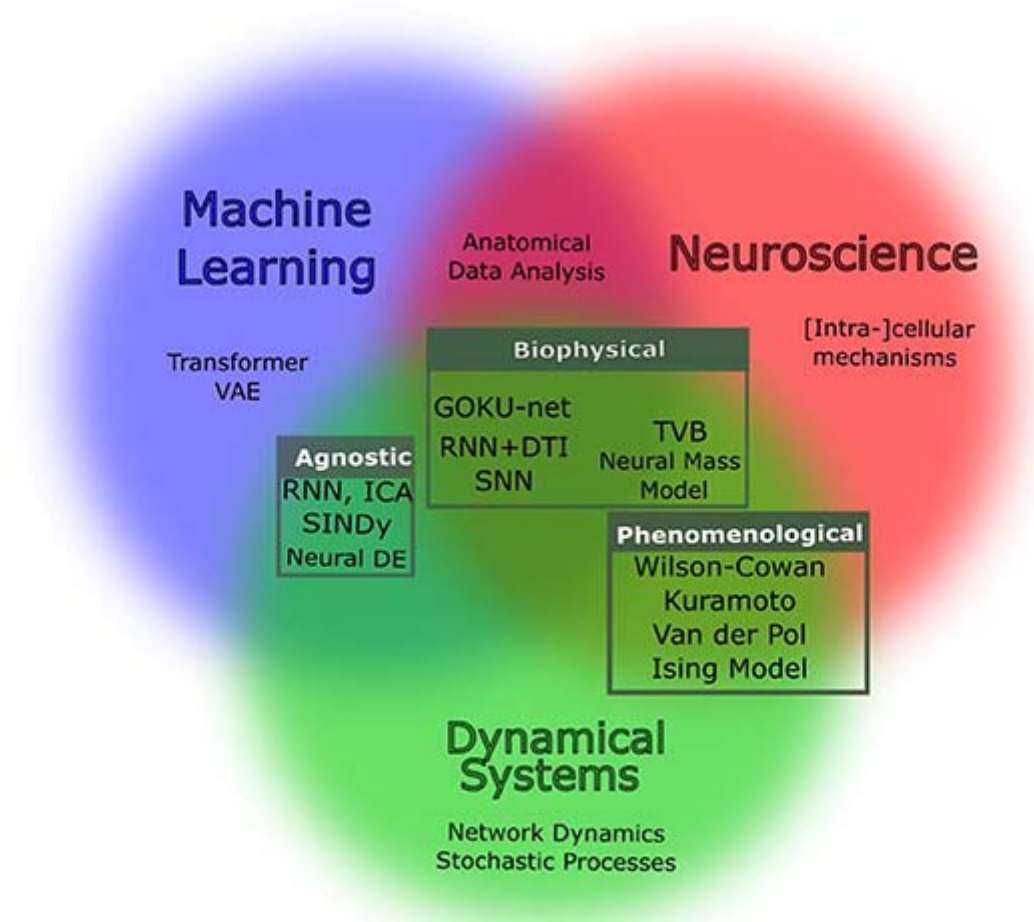 Machine
Learning
Anatomical
Data Analysis
Neuroscience
[Intra-]cellular
mechanisms
Transformer
VAE
Biophysical
GOKU-net
RNN+DTI
SNN
TVB
Neural Mass
Model
Agnostic
RNN, ICA
SINDy
Neural DE
Phenomenological
Wilson-Cowan
Kuramoto
Van der Pol
Ising Model
Dynamical
Systems
Network Dynamics
Stochastic Processes